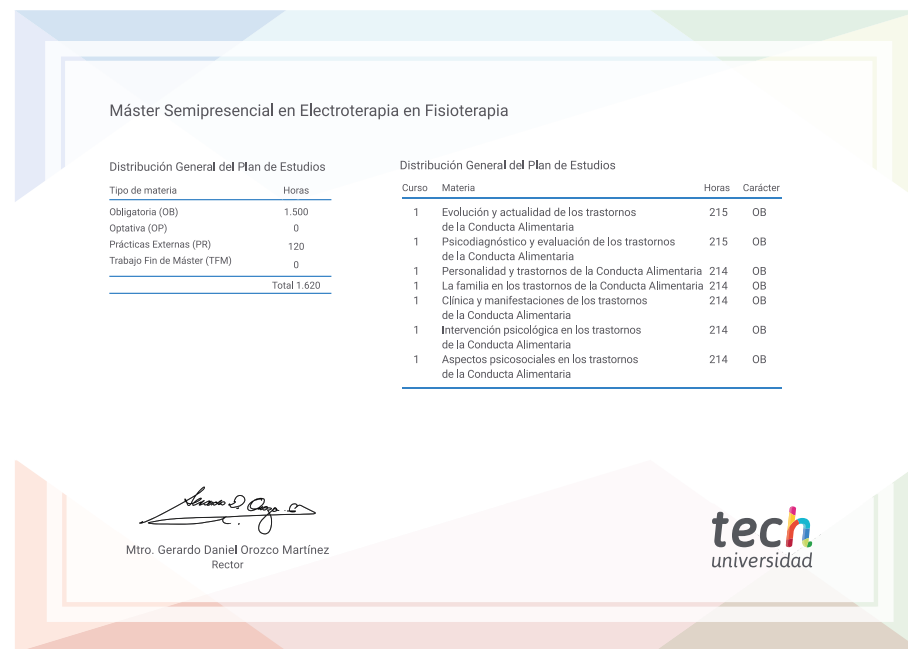 Máster Semipresencial en Electroterapia en Fisioterapia
Distribución General del Plan de Estudios
Tipo de materia Horas
Obligatoria (OB) 1.500
Optativa (OP) 0
Prácticas Externas (PR) 120
Trabajo Fin de Máster (TFM) 0
Total 1.620
Distribución General del Plan de Estudios
Curso Materia Horas Carácter
1 Evolución y actualidad de los trastornos 215 OB
de la Conducta Alimentaria
1 Psicodiagnóstico y evaluación de los trastornos 215 OB
de la Conducta Alimentaria
1 Personalidad y trastornos de la Conducta Alimentaria 214 OB
1 La familia en los trastornos de la Conducta Alimentaria 214 OB
1 Clínica y manifestaciones de los trastornos 214 OB
de la Conducta Alimentaria
1 Intervención psicológica en los trastornos 214 OB
de la Conducta Alimentaria
1 Aspectos psicosociales en los trastornos 214 OB
de la Conducta Alimentaria
Mtro. Gerardo Daniel Orozco Martínez
Rector
tech
universidad